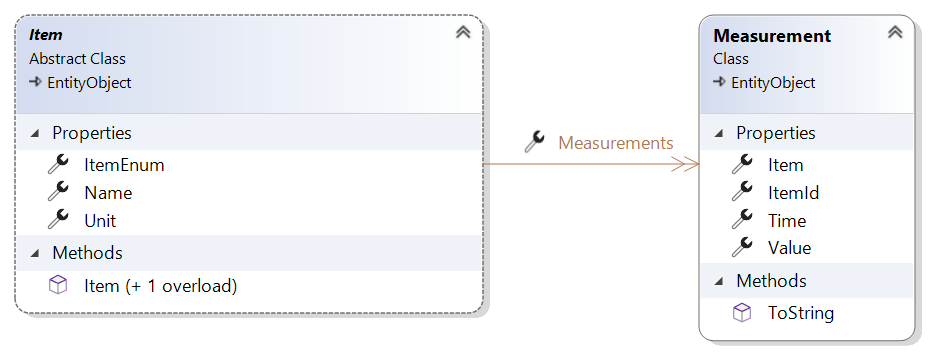 Item
Abstract Class
EntityObject
Properties
ItemEnum
Name
Unit
Methods
Item (+ 1 overload)
Measurements
Measurement
Class
EntityObject
Properties
Item
ItemId
Time
Value
Methods
ToString